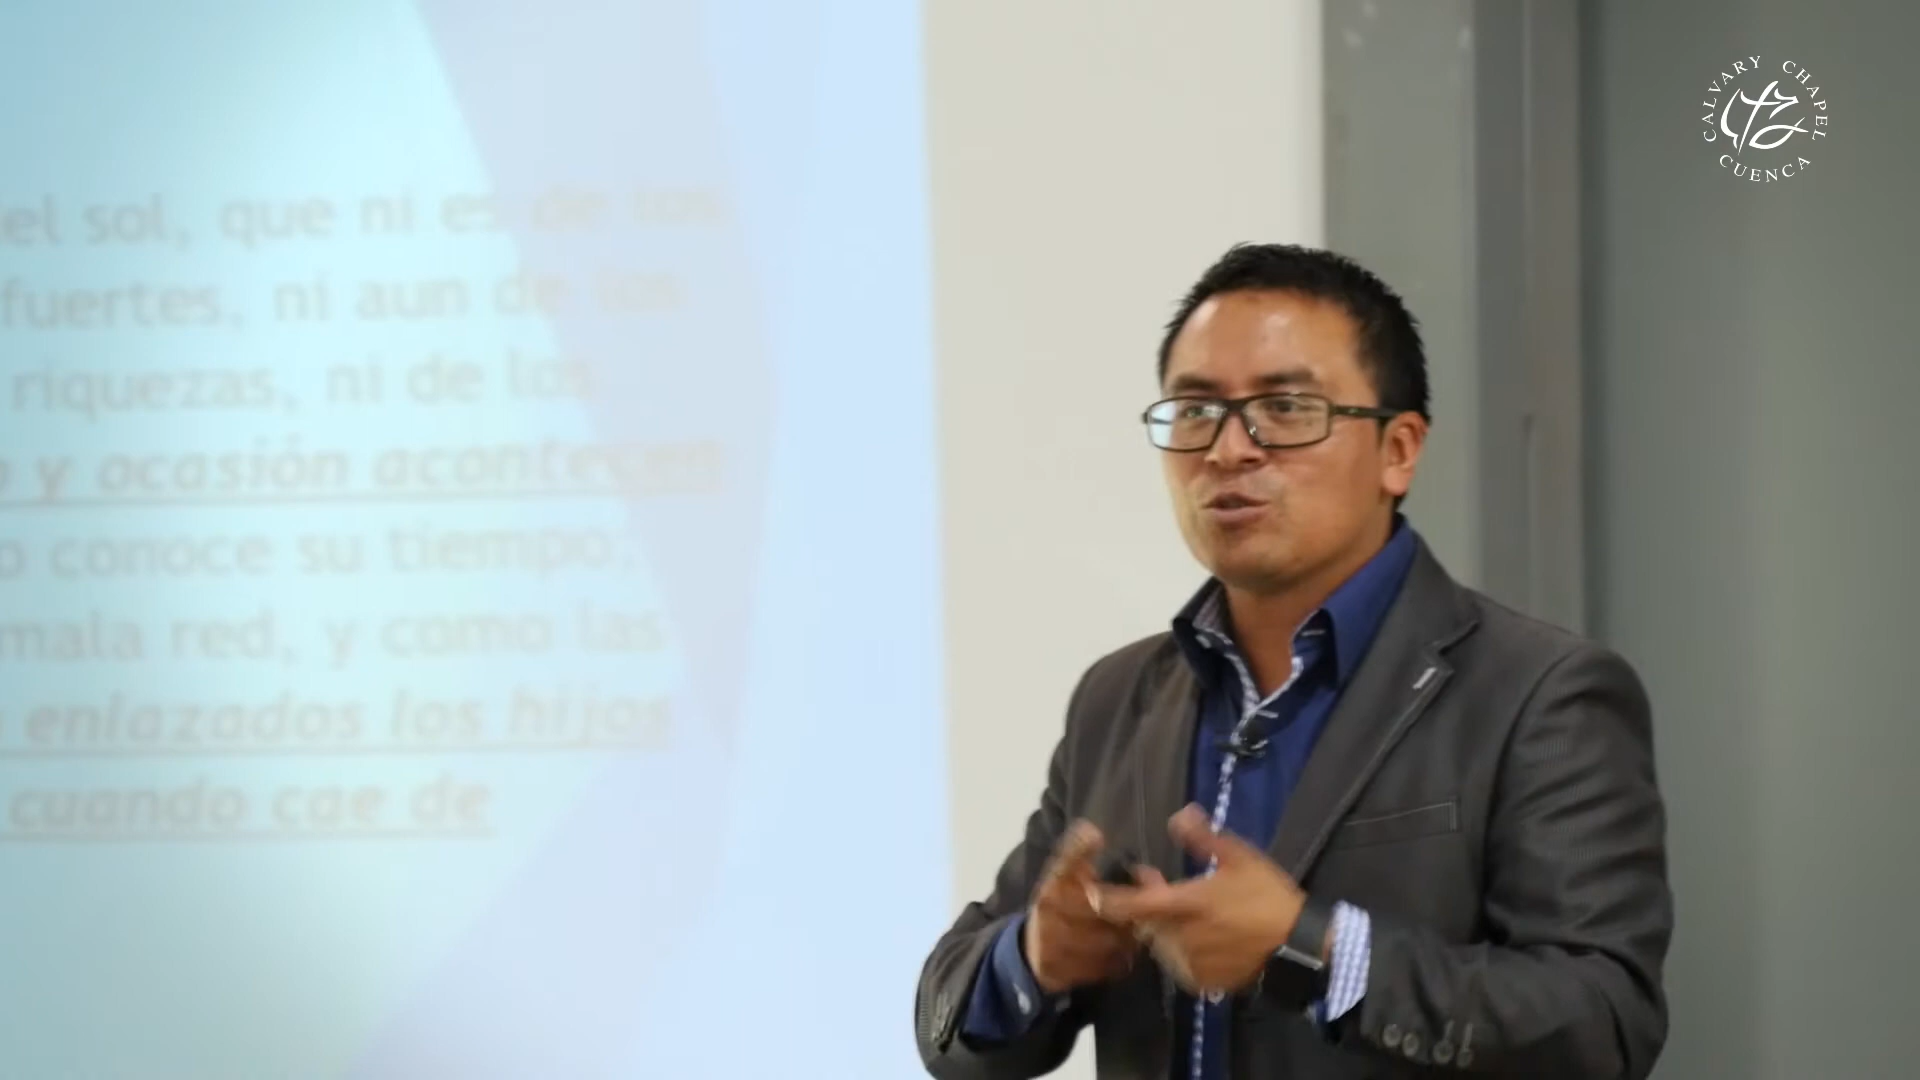 CALVARY CHAPEL
CUENCA
el sol, que ni es de los
fuertes, ni aun de los
riquezas, ni de los
y ocasión acontecen
o conoce su tiempo,
mala red, y como las
enlazados los hijos
cuando cae de